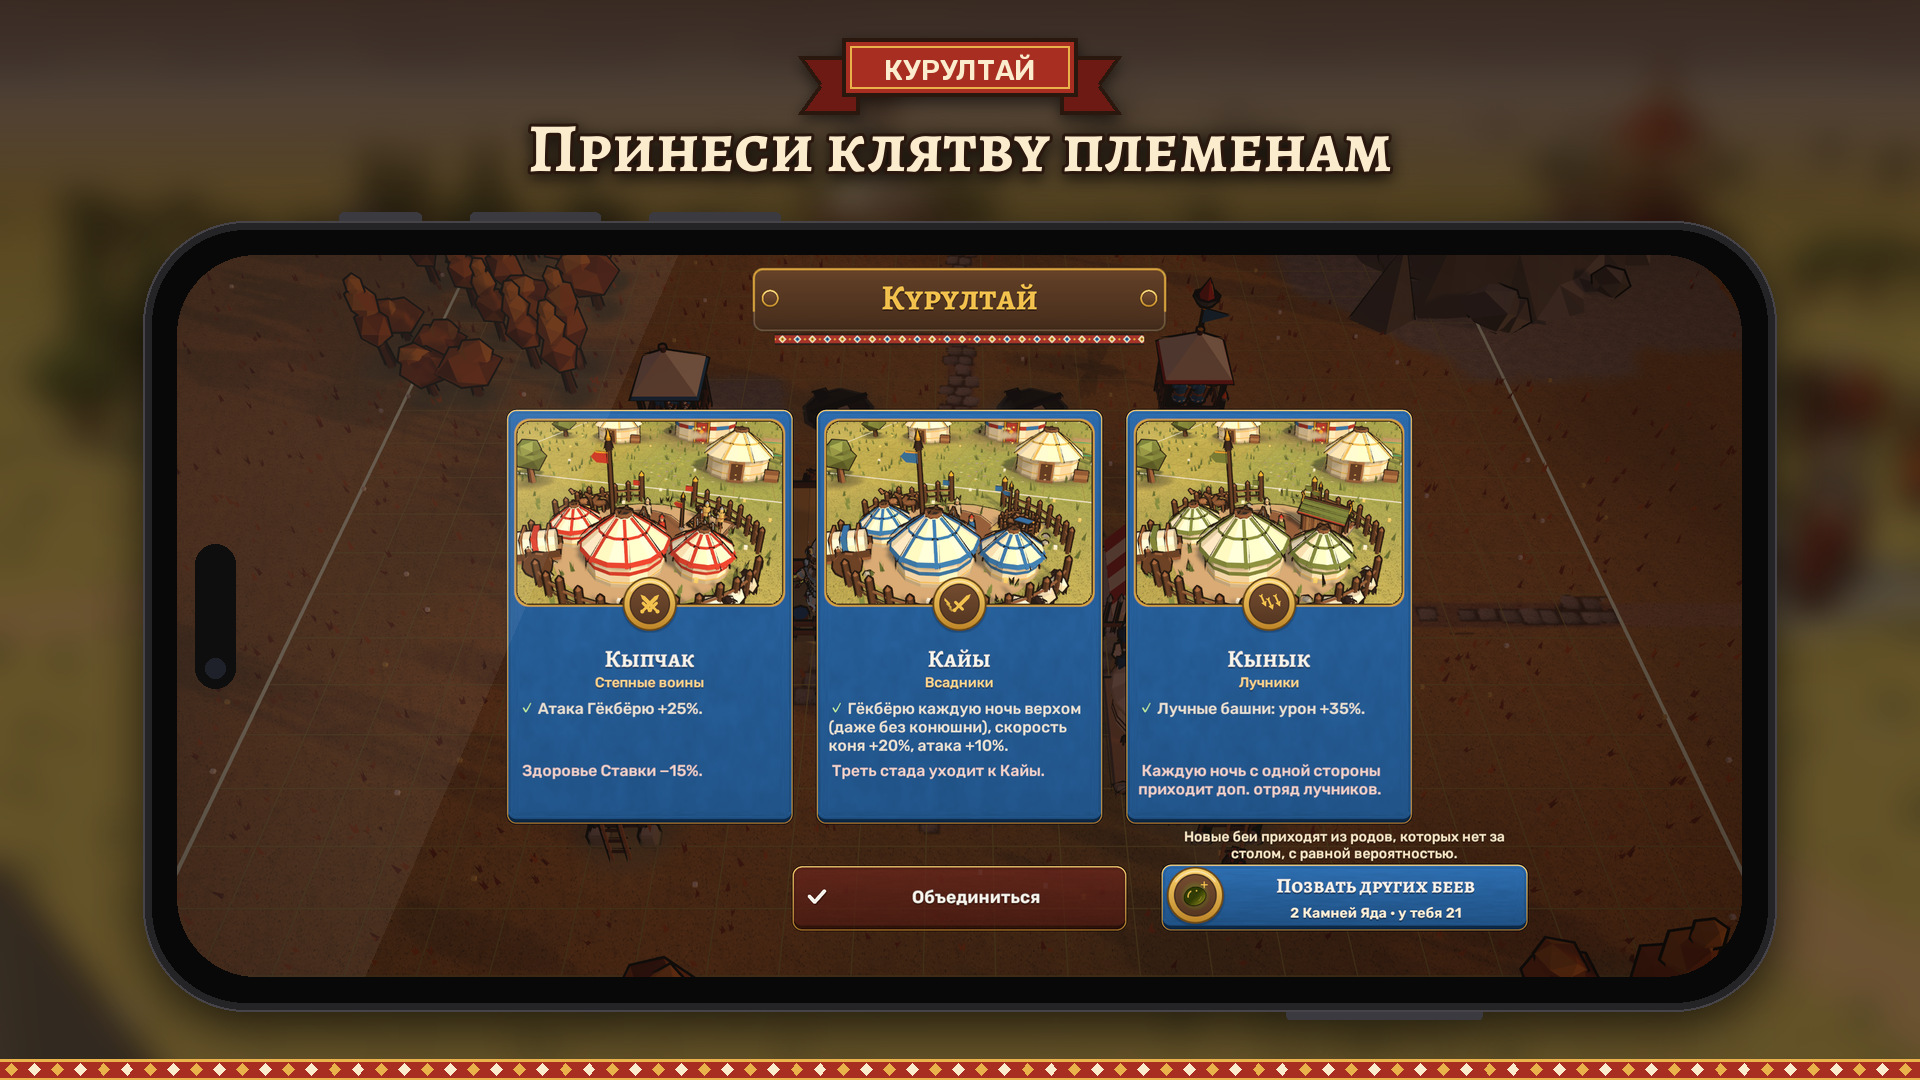 КУРУЛТАЙ
Принеси клятву племенам
Курултай
Кыпчак
Степные воины
✓ Атака Гёкбёрю +25%.
Здоровье Ставки −15%.
Кайы
Всадники
✓ Гёкбёрю каждую ночь верхом
(даже без конюшни), скорость
коня +20%, атака +10%.
Треть стада уходит к Кайы.
Кынык
Лучники
✓ Лучные башни: урон +35%.
Каждую ночь с одной стороны
приходит доп. отряд лучников.
Новые беи приходят из родов, которых нет за
столом, с равной вероятностью.
Объединиться
Позвать других беев
2 Камней Яда • у тебя 21